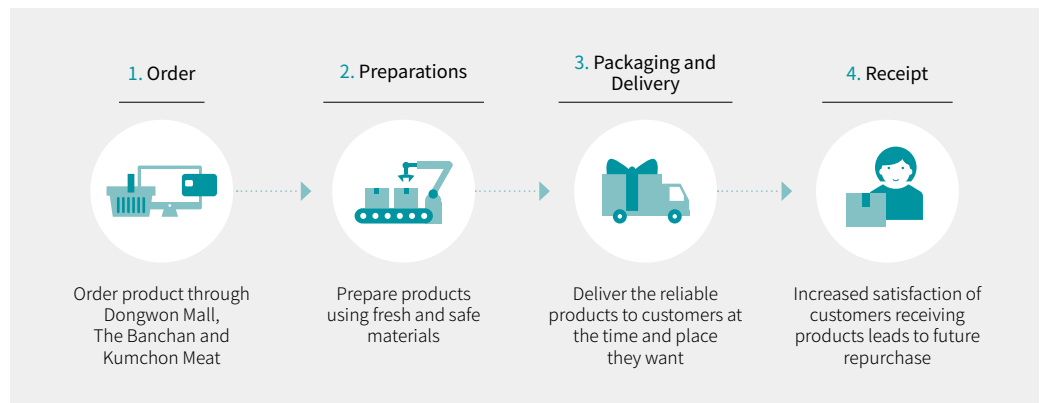 1. Order
Order product through
Dongwon Mall,
The Banchan and
Kumchon Meat
2. Preparations
Prepare products
using fresh and safe
materials
3. Packaging and
Delivery
Deliver the reliable
products to customers at
the time and place
they want
4. Receipt
Increased satisfaction of
customers receiving
products leads to future
repurchase